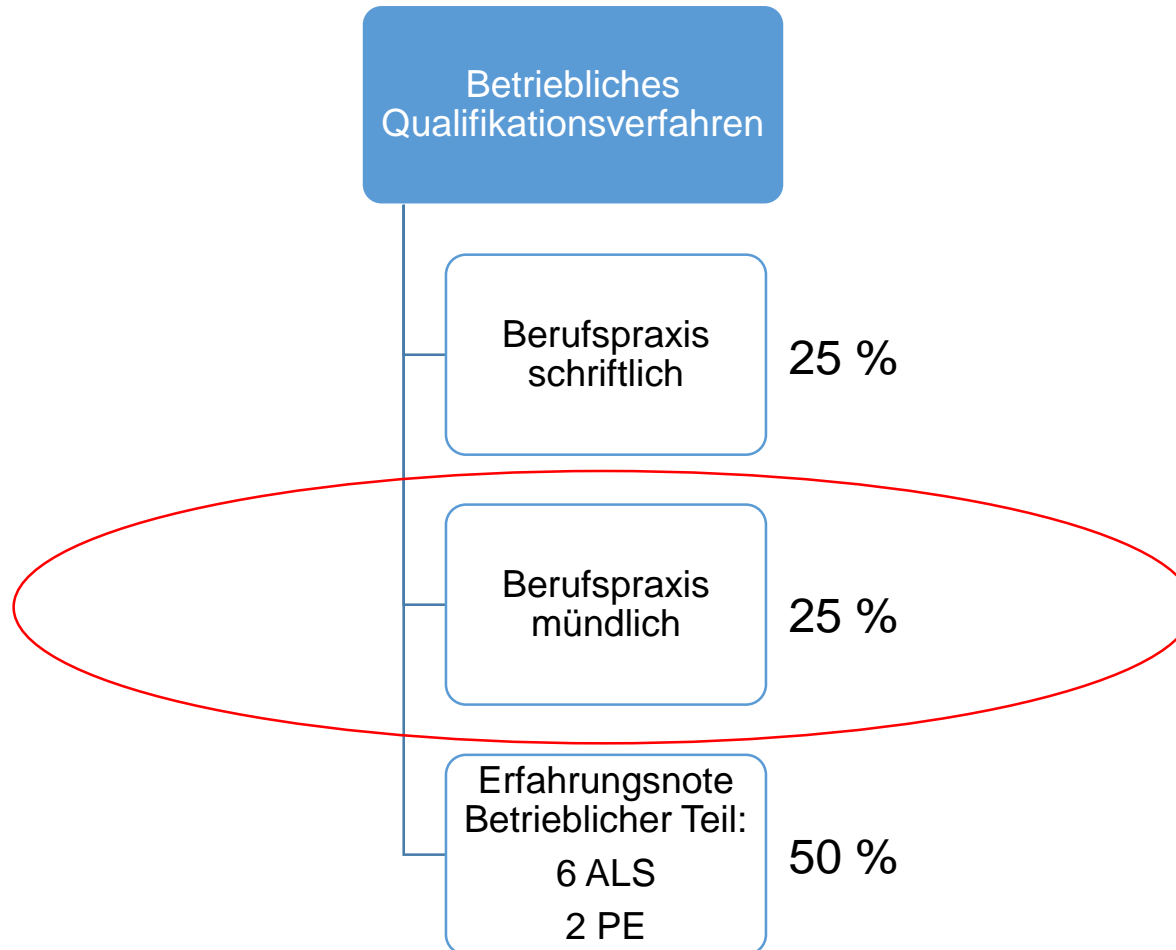 Betriebliches
Qualifikationsverfahren
Berufspraxis
schriftlich
25 %
Berufspraxis
mündlich
25 %
Erfahrungsnote
Betrieblicher Teil:
6 ALS
2 PE
50 %